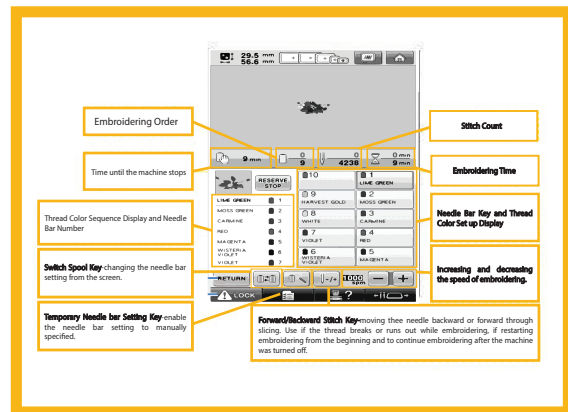 29.5 mm
56.6 mm
Embroidering Order
Stitch Count
9 min
0
9
0
4238
0 min
9 min
Time until the machine stops
Embroidering Time
RESERVE
STOP
10
1
LIME GREEN
LIME GREEN 1
MOSS GREEN 2
CARMINE 3
RED 4
MAGENTA 5
WISTERIA
VIOLET 6
VIOLET 7
9
HARVEST GOLD
2
MOSS GREEN
8
WHITE
3
CARMINE
7
VIOLET
4
RED
6
WISTERIA
VIOLET
5
MAGENTA
Thread Color Sequence Display and Needle
Bar Number
Needle Bar Key and Thread
Color Set up Display
Switch Spool Key-changing the needle bar
setting from the screen.
Increasing and decreasing
the speed of embroidering.
RETURN
-/+
1000
spm
LOCK
?
Temporary Needle bar Setting Key-enable
the needle bar setting to manually
specified.
Forward/Backward Stitch Key-moving thee needle backward or forward through
slicing. Use if the thread breaks or runs out while embroidering, if restarting
embroidering from the beginning and to continue embroidering after the machine
was turned off.